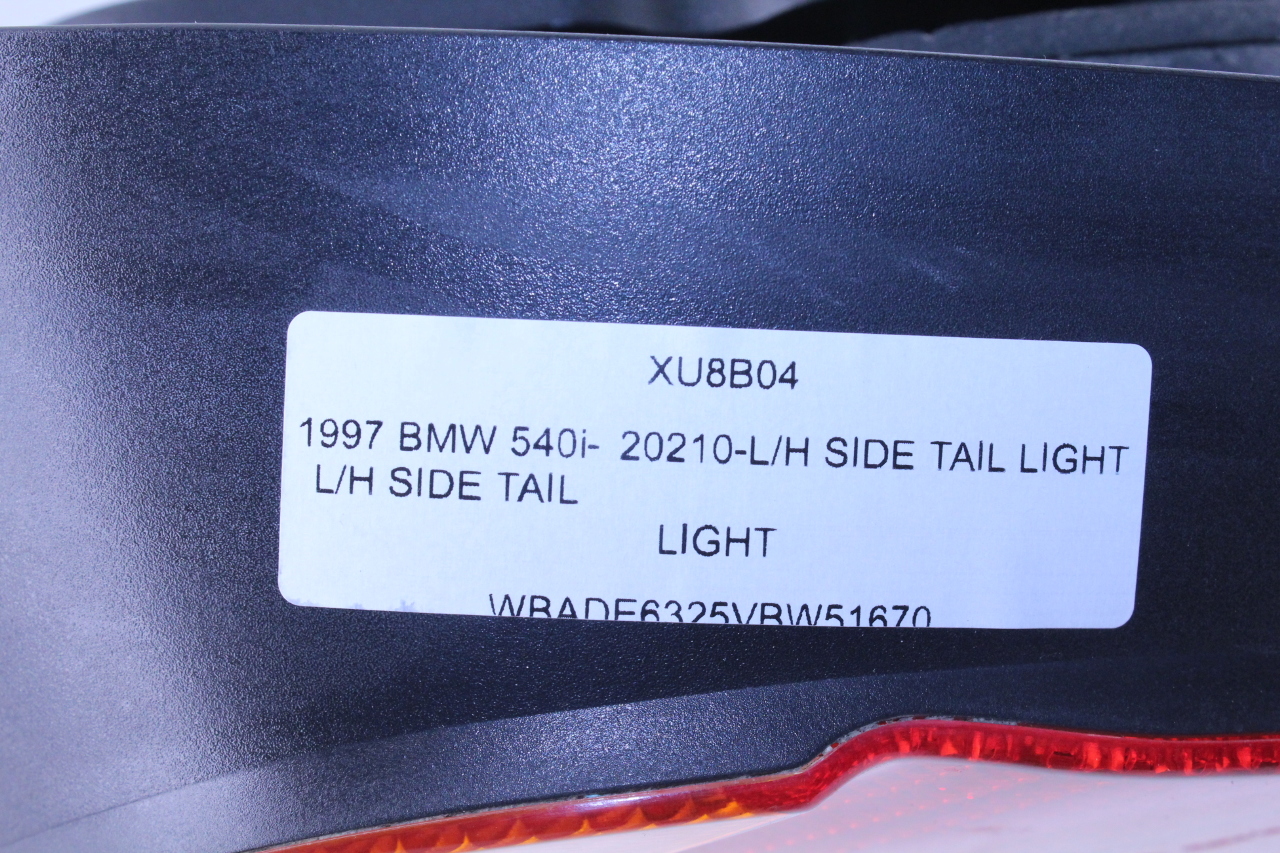 XU8B04
1997 BMW 540i- 20210-L/H SIDE TAIL LIGHT
L/H SIDE TAIL
LIGHT
WBADE6325VBW51670